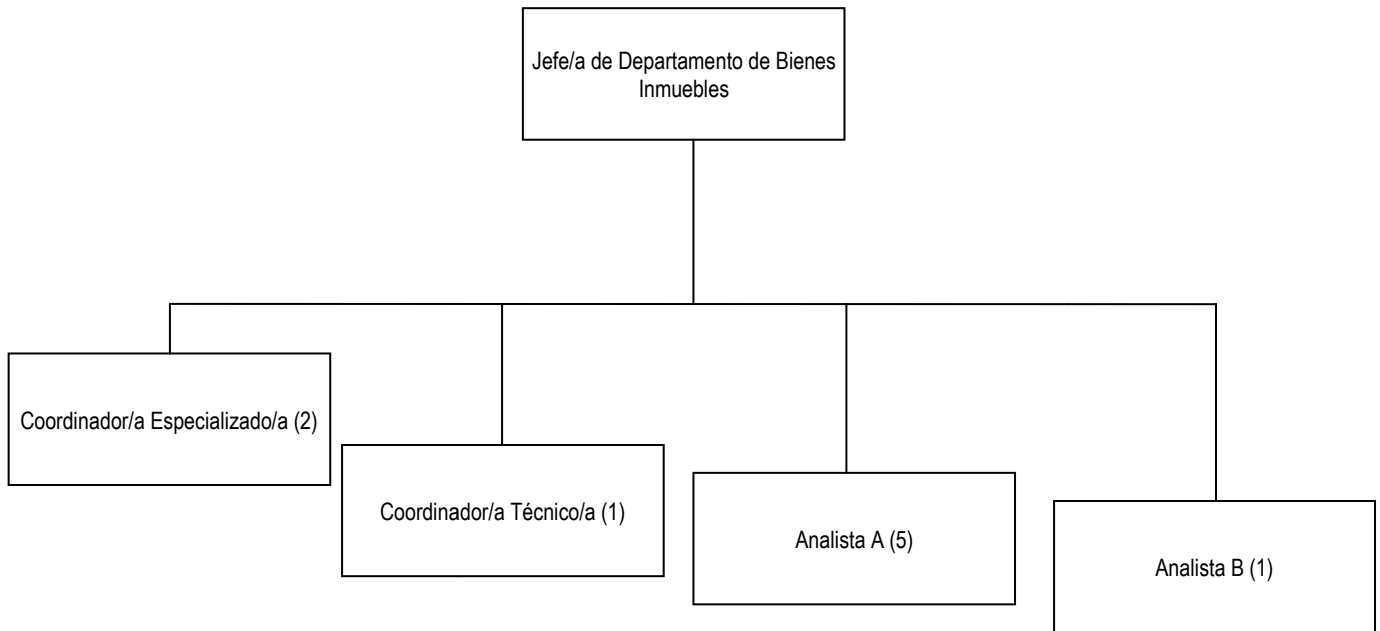 Jefe/a de Departamento de Bienes
Inmuebles
Coordinador/a Especializado/a (2)
Coordinador/a Técnico/a (1)
Analista A (5)
Analista B (1)